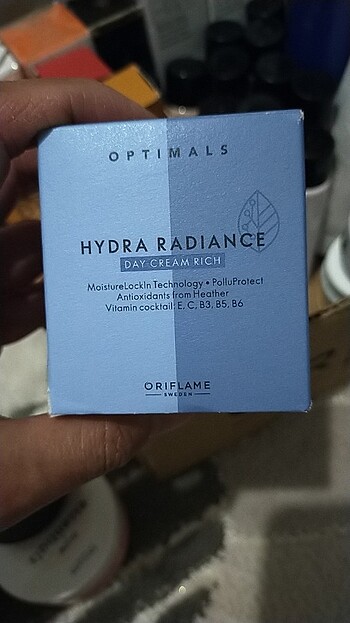 OPTIMALS
HYDRA RADIANCE
DAY CREAM RICH
MoistureLockIn Technology • PolluProtect
Antioxidants from Heather
Vitamin cocktail: E, C, B3, B5, B6
ORIFLAME
SWEDEN